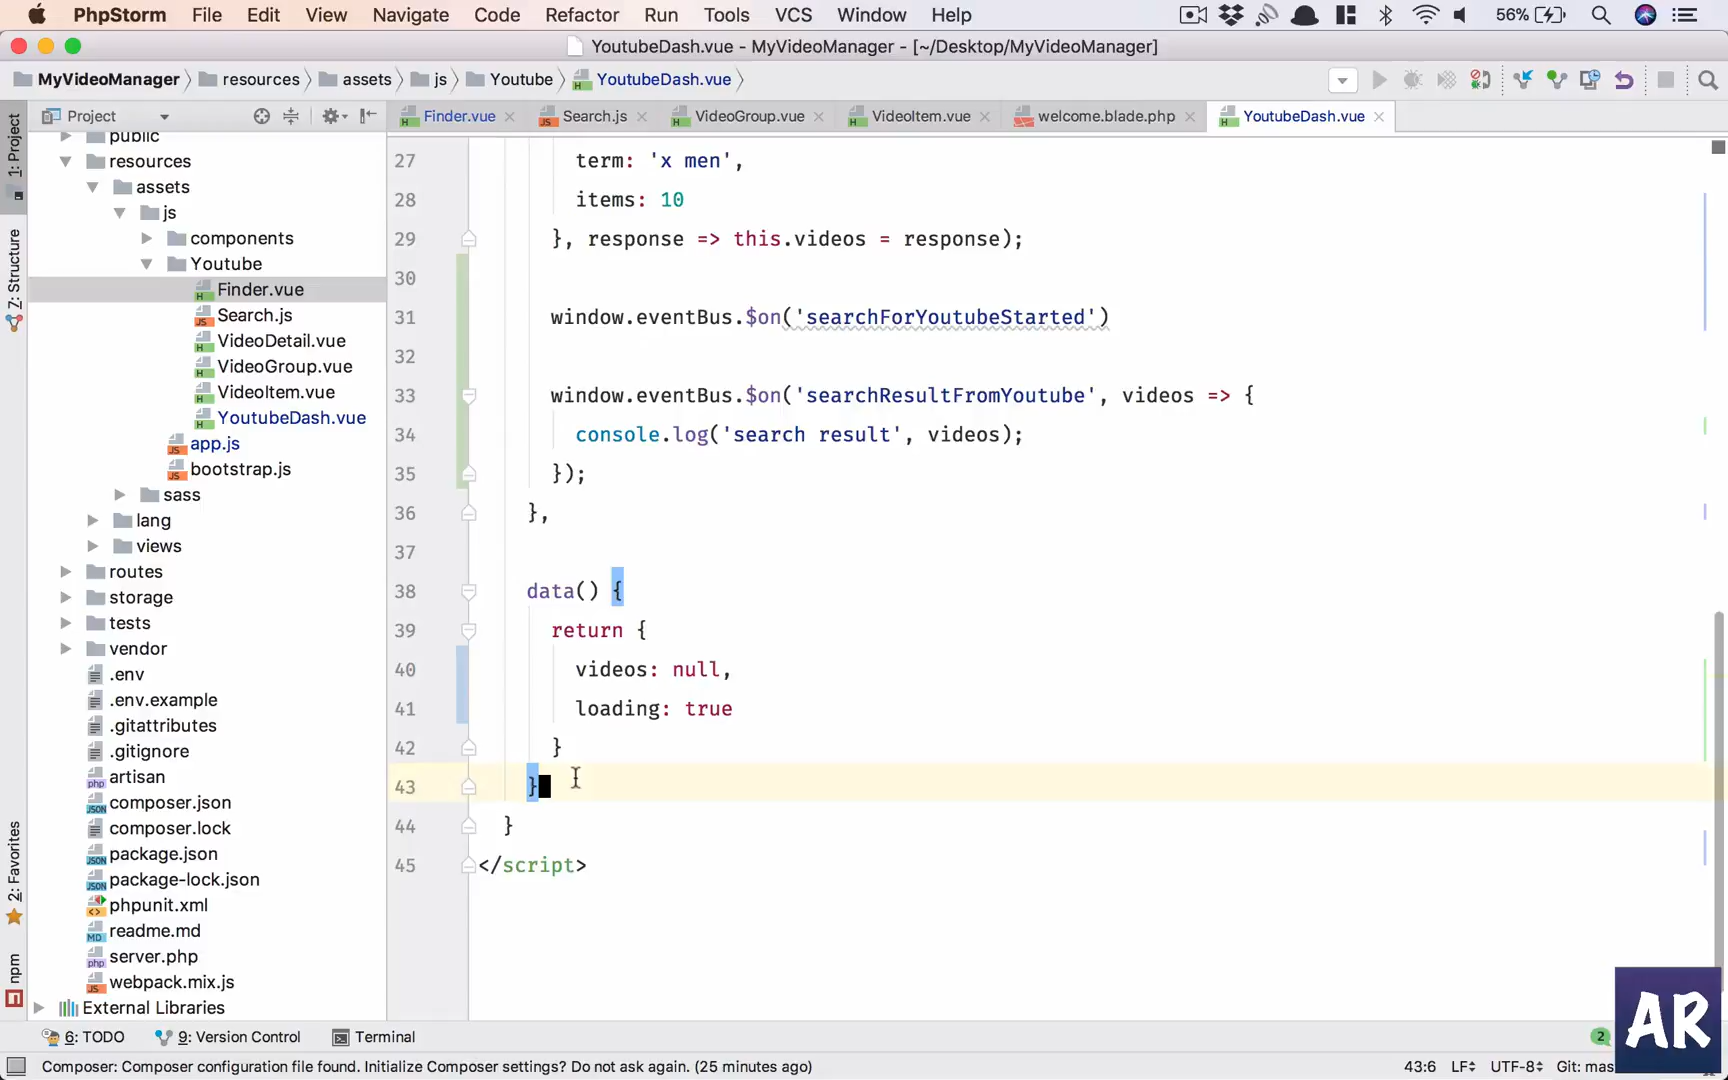 PhpStorm File Edit View Navigate Code Refactor Run Tools VCS Window Help 56%
YoutubeDash.vue - MyVideoManager - [~/Desktop/MyVideoManager]
MyVideoManager resources assets js Youtube YoutubeDash.vue
Project
Finder.vue Search.js VideoGroup.vue VideoItem.vue welcome.blade.php YoutubeDash.vue
1: Project
7: Structure
2: Favorites
npm
public
resources
assets
js
components
Youtube
Finder.vue
Search.js
VideoDetail.vue
VideoGroup.vue
VideoItem.vue
YoutubeDash.vue
app.js
bootstrap.js
sass
lang
views
routes
storage
tests
vendor
.env
.env.example
.gitattributes
.gitignore
artisan
composer.json
composer.lock
package.json
package-lock.json
phpunit.xml
readme.md
server.php
webpack.mix.js
External Libraries
27 term: 'x men',
28 items: 10
29 }, response => this.videos = response);
30
31 window.eventBus.$on('searchForYoutubeStarted')
32
33 window.eventBus.$on('searchResultFromYoutube', videos => {
34 console.log('search result', videos);
35 });
36 },
37
38 data() {
39 return {
40 videos: null,
41 loading: true
42 }
43 }
44 }
45 </script>
AR
6: TODO 9: Version Control Terminal 2
Composer: Composer configuration file found. Initialize Composer settings? Do not ask again. (25 minutes ago) 43:6 LF UTF-8 Git: mas